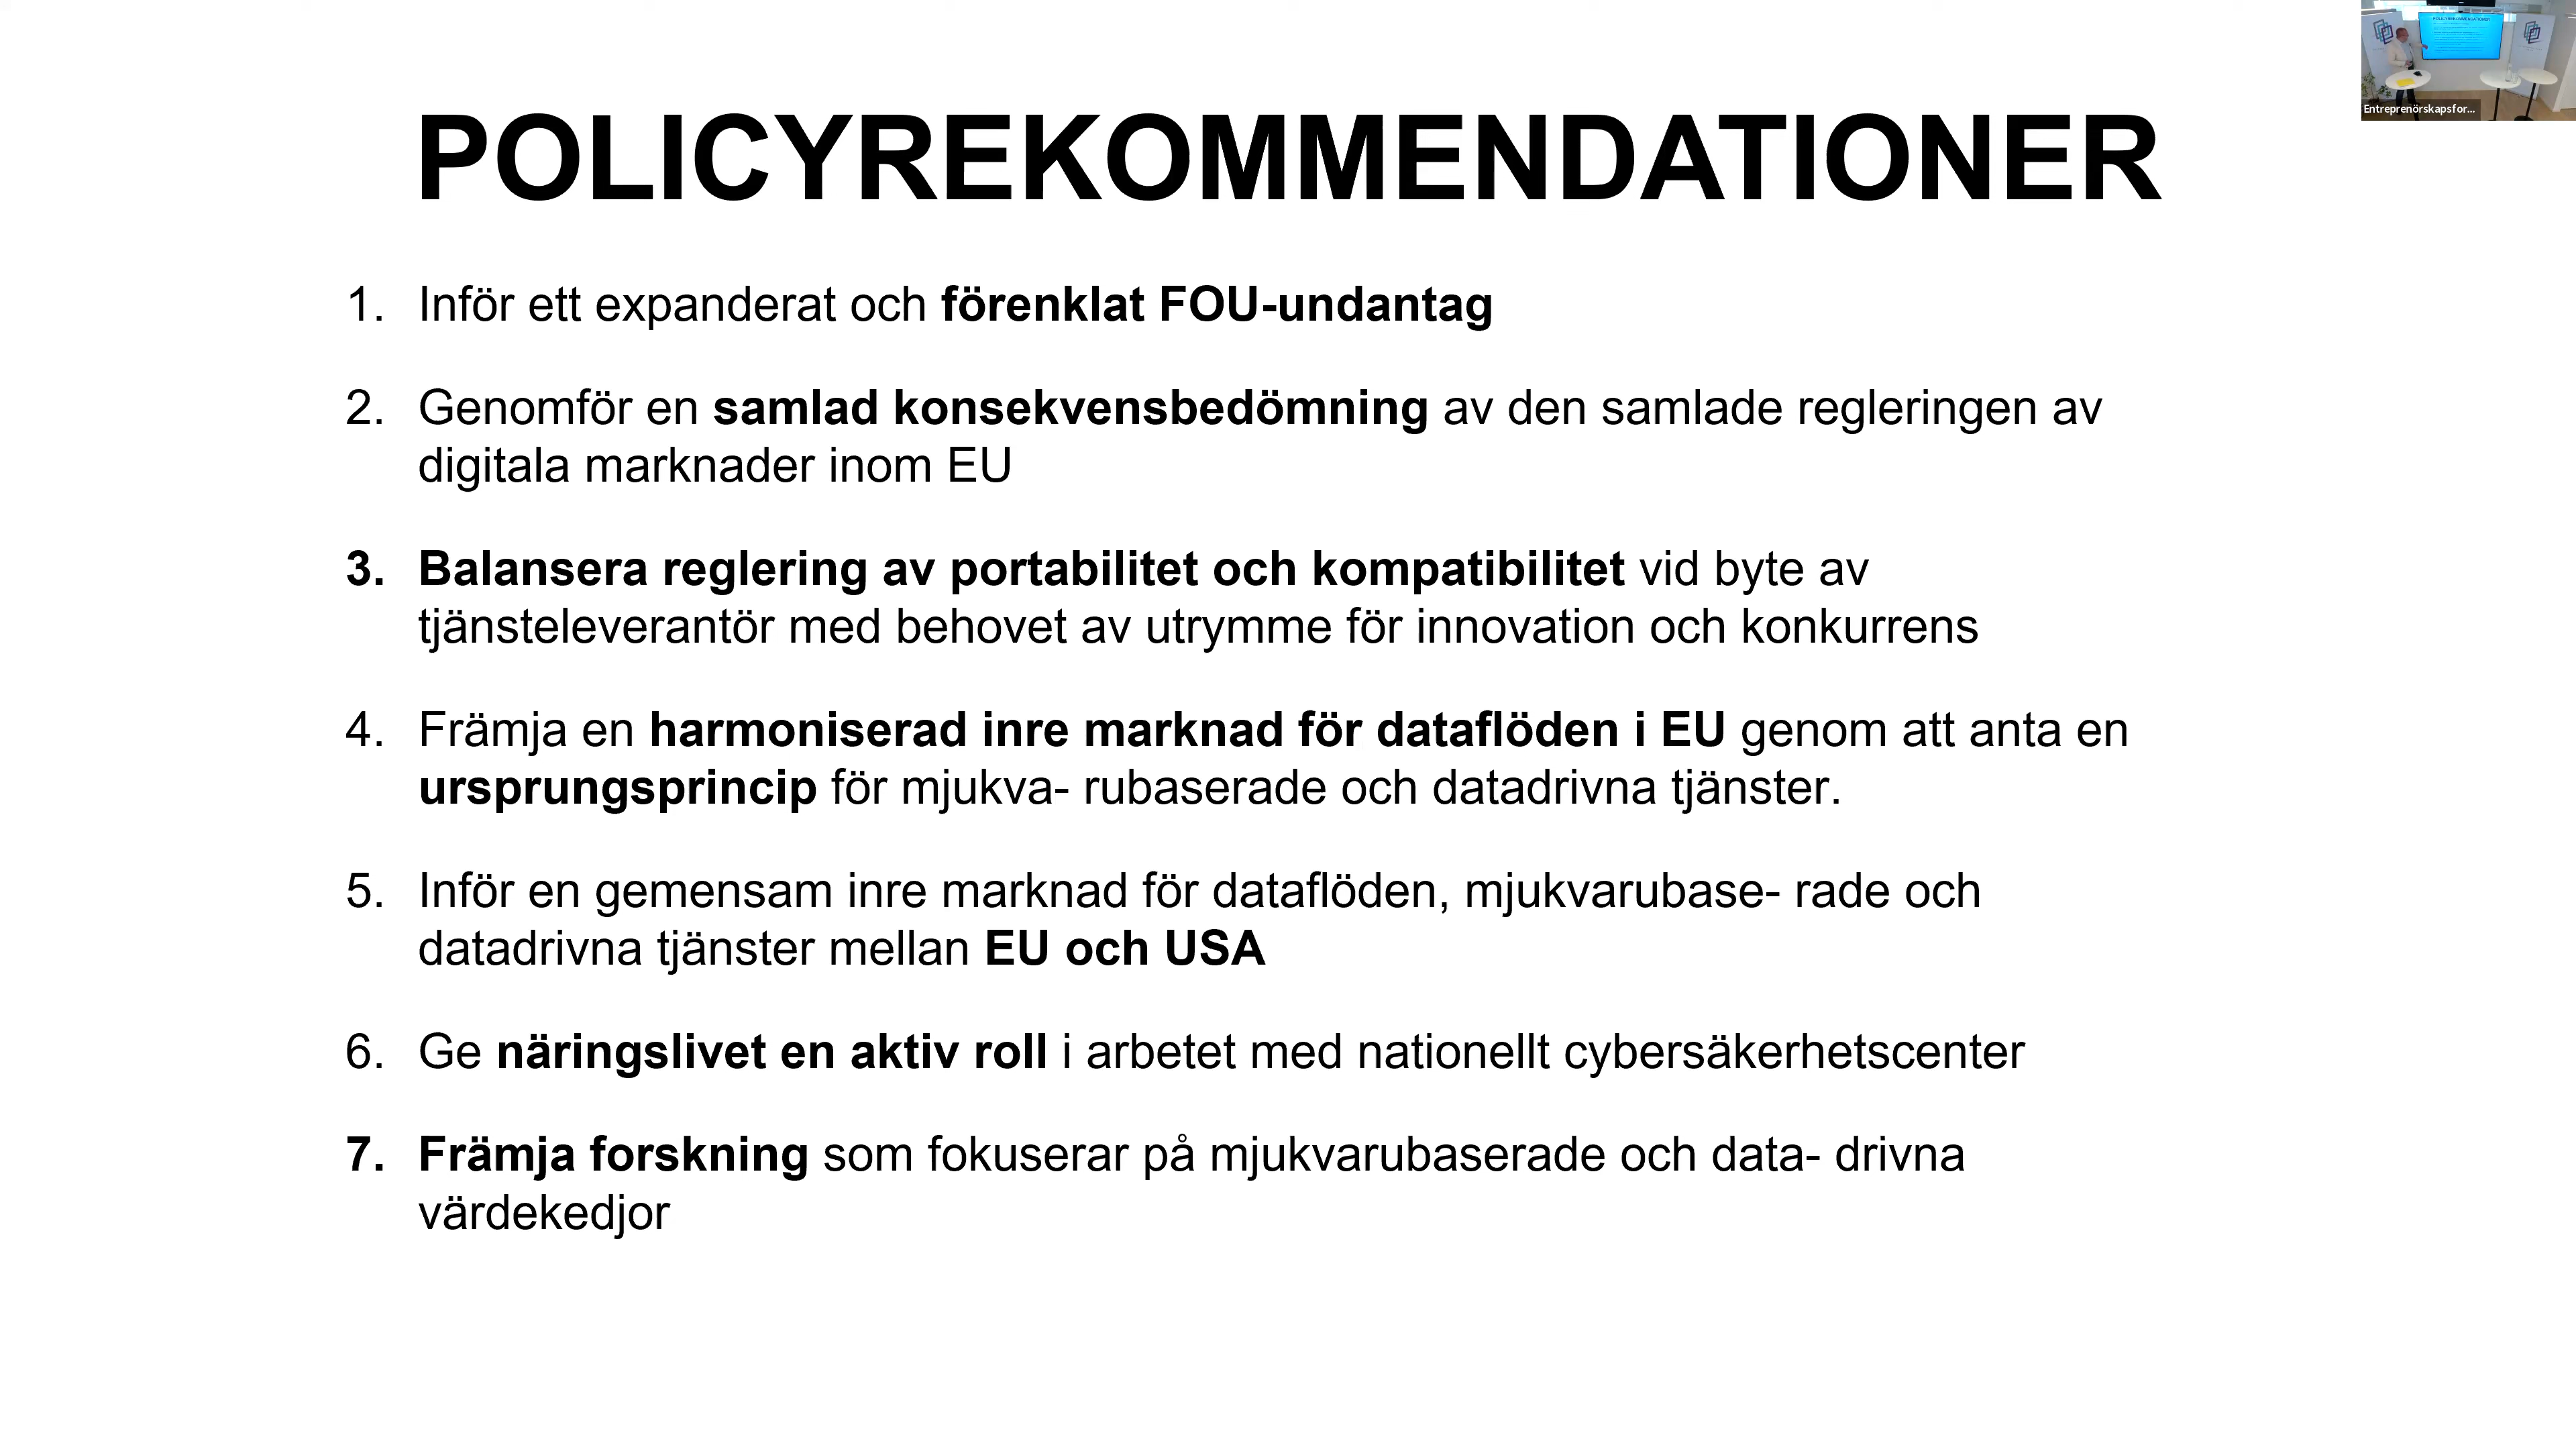 POLICYREKOMMENDATIONER
Entreprenörskapsfor...
1. Inför ett expanderat och förenklat FOU-undantag
2. Genomför en samlad konsekvensbedömning av den samlade regleringen av
digitala marknader inom EU
3. Balansera reglering av portabilitet och kompatibilitet vid byte av
tjänsteleverantör med behovet av utrymme för innovation och konkurrens
4. Främja en harmoniserad inre marknad för dataflöden i EU genom att anta en
ursprungsprincip för mjukva- rubaserade och datadrivna tjänster.
5. Inför en gemensam inre marknad för dataflöden, mjukvarubase- rade och
datadrivna tjänster mellan EU och USA
6. Ge näringslivet en aktiv roll i arbetet med nationellt cybersäkerhetscenter
7. Främja forskning som fokuserar på mjukvarubaserade och data- drivna
värdekedjor